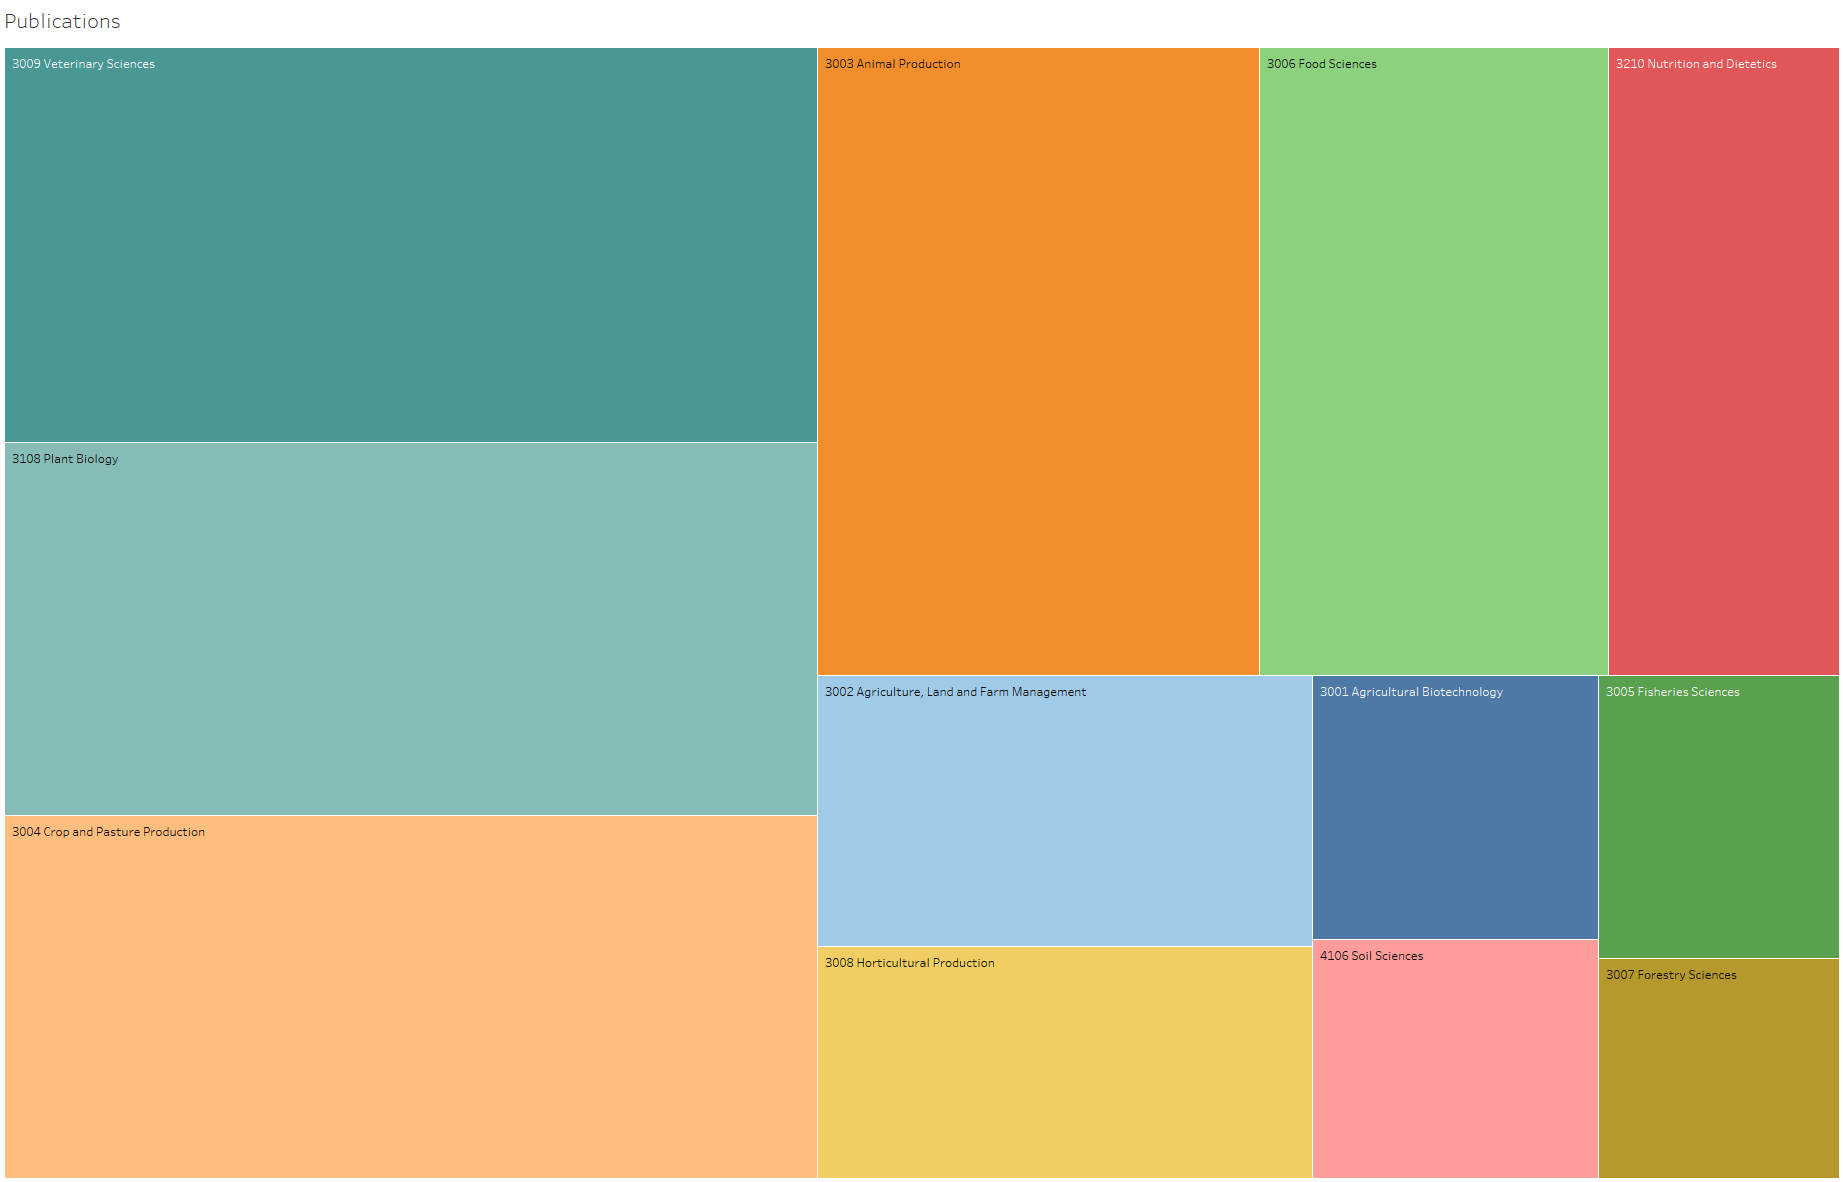 Publications
3009 Veterinary Sciences
3003 Animal Production
3006 Food Sciences
3210 Nutrition and Dietetics
3108 Plant Biology
3002 Agriculture, Land and Farm Management
3001 Agricultural Biotechnology
3005 Fisheries Sciences
3004 Crop and Pasture Production
3008 Horticultural Production
4106 Soil Sciences
3007 Forestry Sciences